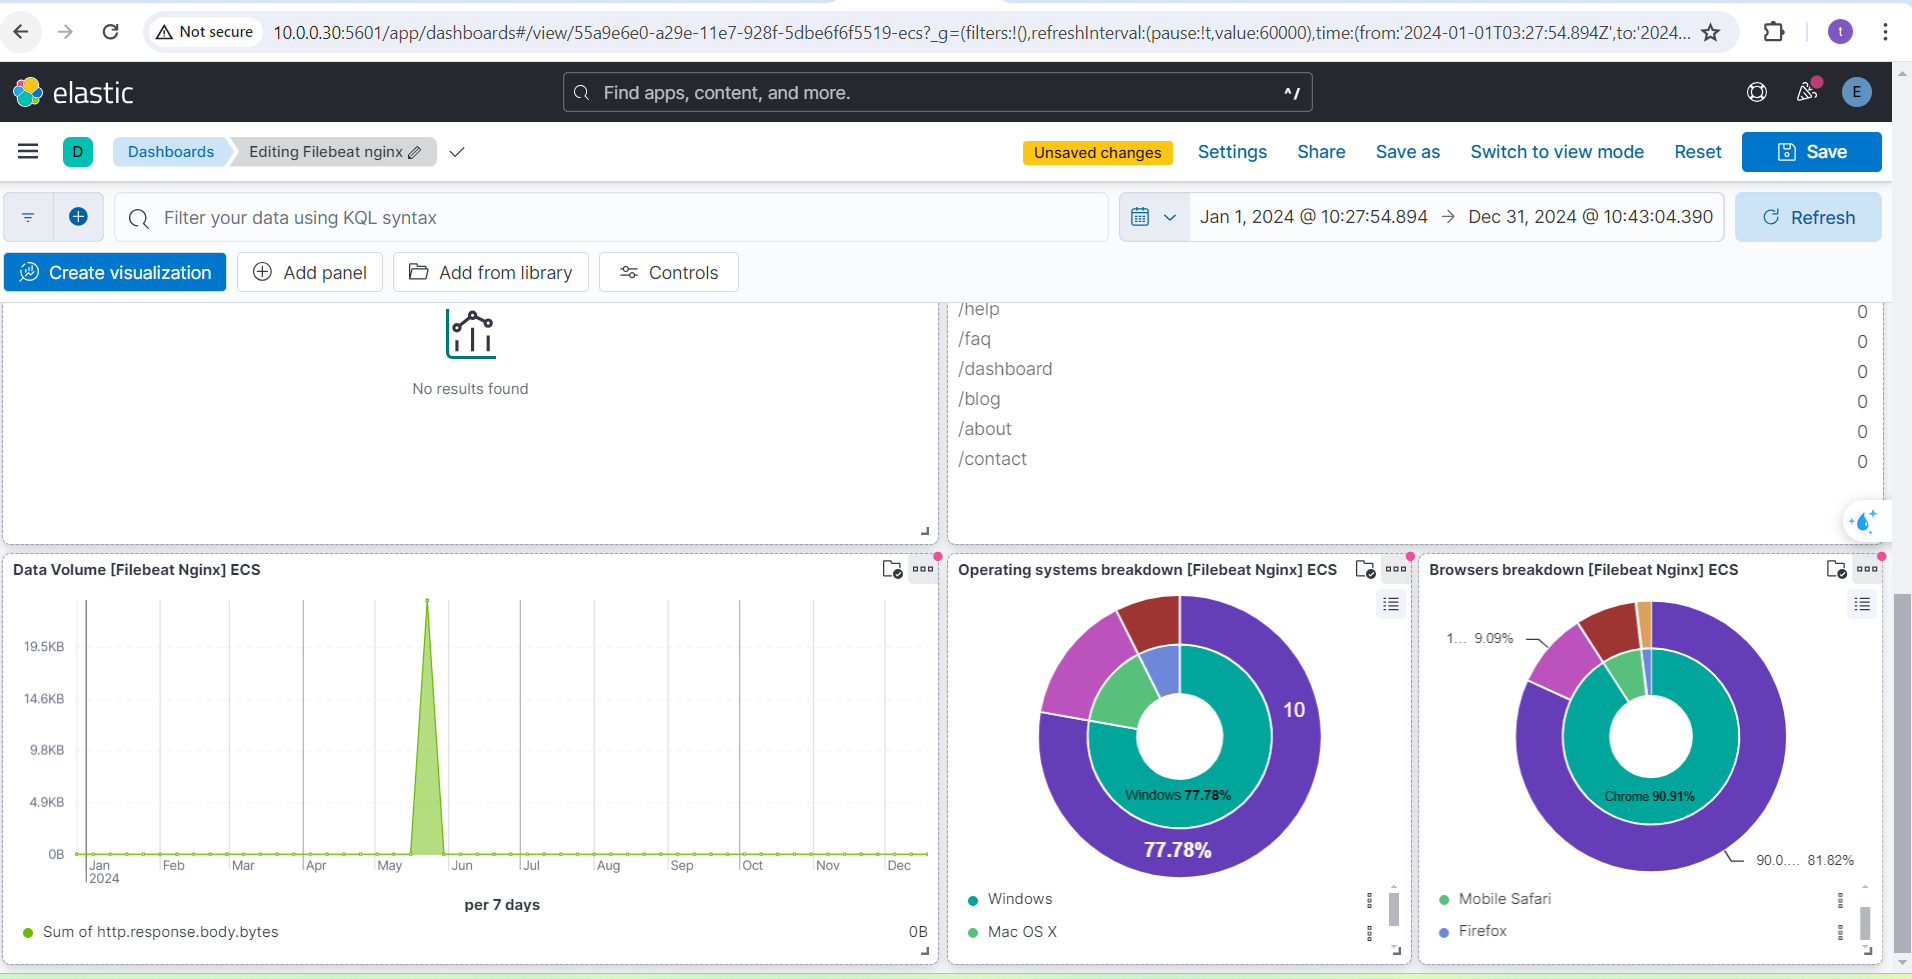 Not secure
10.0.0.30:5601/app/dashboards#/view/55a9e6e0-a29e-11e7-928f-5dbe6f6f5519-ecs?_g=(filters:!(),refreshInterval:(pause:!t,value:60000),time:(from:'2024-01-01T03:27:54.894Z',to:'2024...
t
elastic
Find apps, content, and more.
^/
E
D
Dashboards
Editing Filebeat nginx
Unsaved changes
Settings
Share
Save as
Switch to view mode
Reset
Save
Filter your data using KQL syntax
Jan 1, 2024 @ 10:27:54.894 → Dec 31, 2024 @ 10:43:04.390
Refresh
Create visualization
Add panel
Add from library
Controls
No results found
/help 0
/faq 0
/dashboard 0
/blog 0
/about 0
/contact 0
Data Volume [Filebeat Nginx] ECS
19.5KB
14.6KB
9.8KB
4.9KB
0B
Jan Feb Mar Apr May Jun Jul Aug Sep Oct Nov Dec
2024
per 7 days
Sum of http.response.body.bytes 0B
Operating systems breakdown [Filebeat Nginx] ECS
10
Windows 77.78%
77.78%
Windows
Mac OS X
Browsers breakdown [Filebeat Nginx] ECS
1... 9.09%
Chrome 90.91%
90.0.... 81.82%
Mobile Safari
Firefox